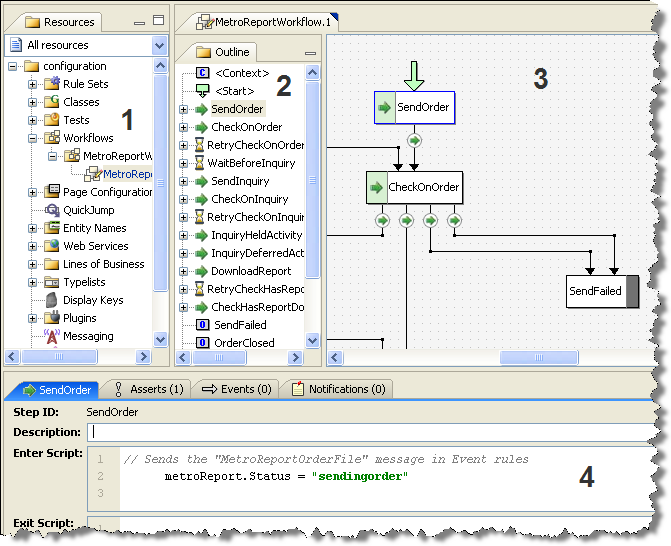 Resources
All resources
configuration
Rule Sets
Classes
Tests
Workflows
MetroReportW
MetroRepo
Page Configuration
QuickJump
Entity Names
Web Services
Lines of Business
Typelists
Display Keys
Plugins
Messaging
1
MetroReportWorkflow.1
Outline
<Context>
<Start>
SendOrder
CheckOnOrder
RetryCheckOnOrder
WaitBeforeInquiry
SendInquiry
CheckOnInquiry
RetryCheckOnInquir
InquiryHeldActivity
InquiryDeferredActiv
DownloadReport
RetryCheckHasRepo
CheckHasReportDo
SendFailed
OrderClosed
2
3
SendOrder
CheckOnOrder
SendFailed
SendOrder
Asserts (1)
Events (0)
Notifications (0)
Step ID: SendOrder
Description:
Enter Script:
1 // Sends the "MetroReportOrderFile" message in Event rules
2 metroReport.Status = "sendingorder"
3
4
Exit Script:
1